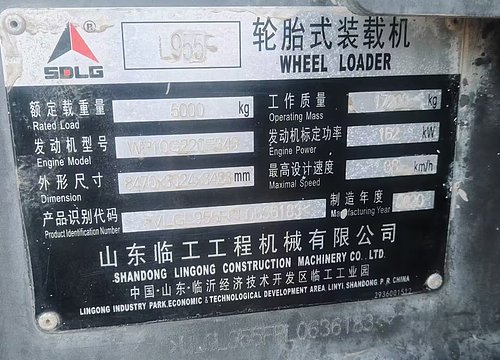 SDLG
L955F
轮胎式装载机
WHEEL LOADER
额定载重量 5000 kg
Rated Load
工作质量 kg
Operating Mass
发动机型号
Engine Model
发动机标定功率 162 kW
Engine Power
外形尺寸 mm
Dimension
最高设计速度 km/h
Maximal Speed
产品识别代码
Product Identification Number
制造年度
Manufacturing Year
山东临工工程机械有限公司
SHANDONG LINGONG CONSTRUCTION MACHINERY CO., LTD.
中国·山东·临沂经济技术开发区临工工业园
LINGONG INDUSTRY PARK,ECONOMIC & TECHNOLOGICAL DEVELOPMENT AREA LINYI, SHANDONG, P. R. CHINA
2936001512